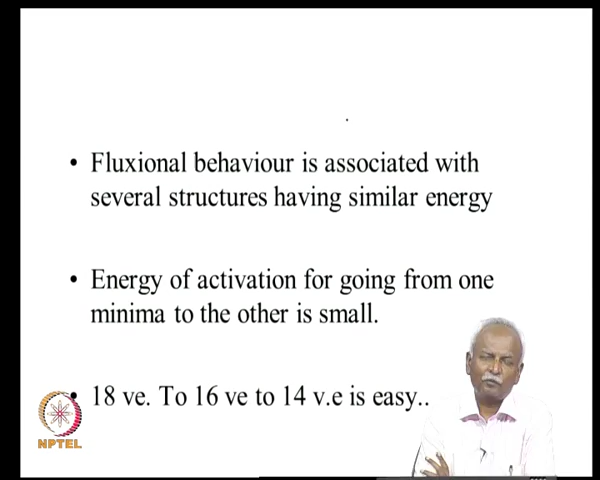 • Fluxional behaviour is associated with
several structures having similar energy
• Energy of activation for going from one
minima to the other is small.
• 18 ve. To 16 ve to 14 v.e is easy..
NPTEL